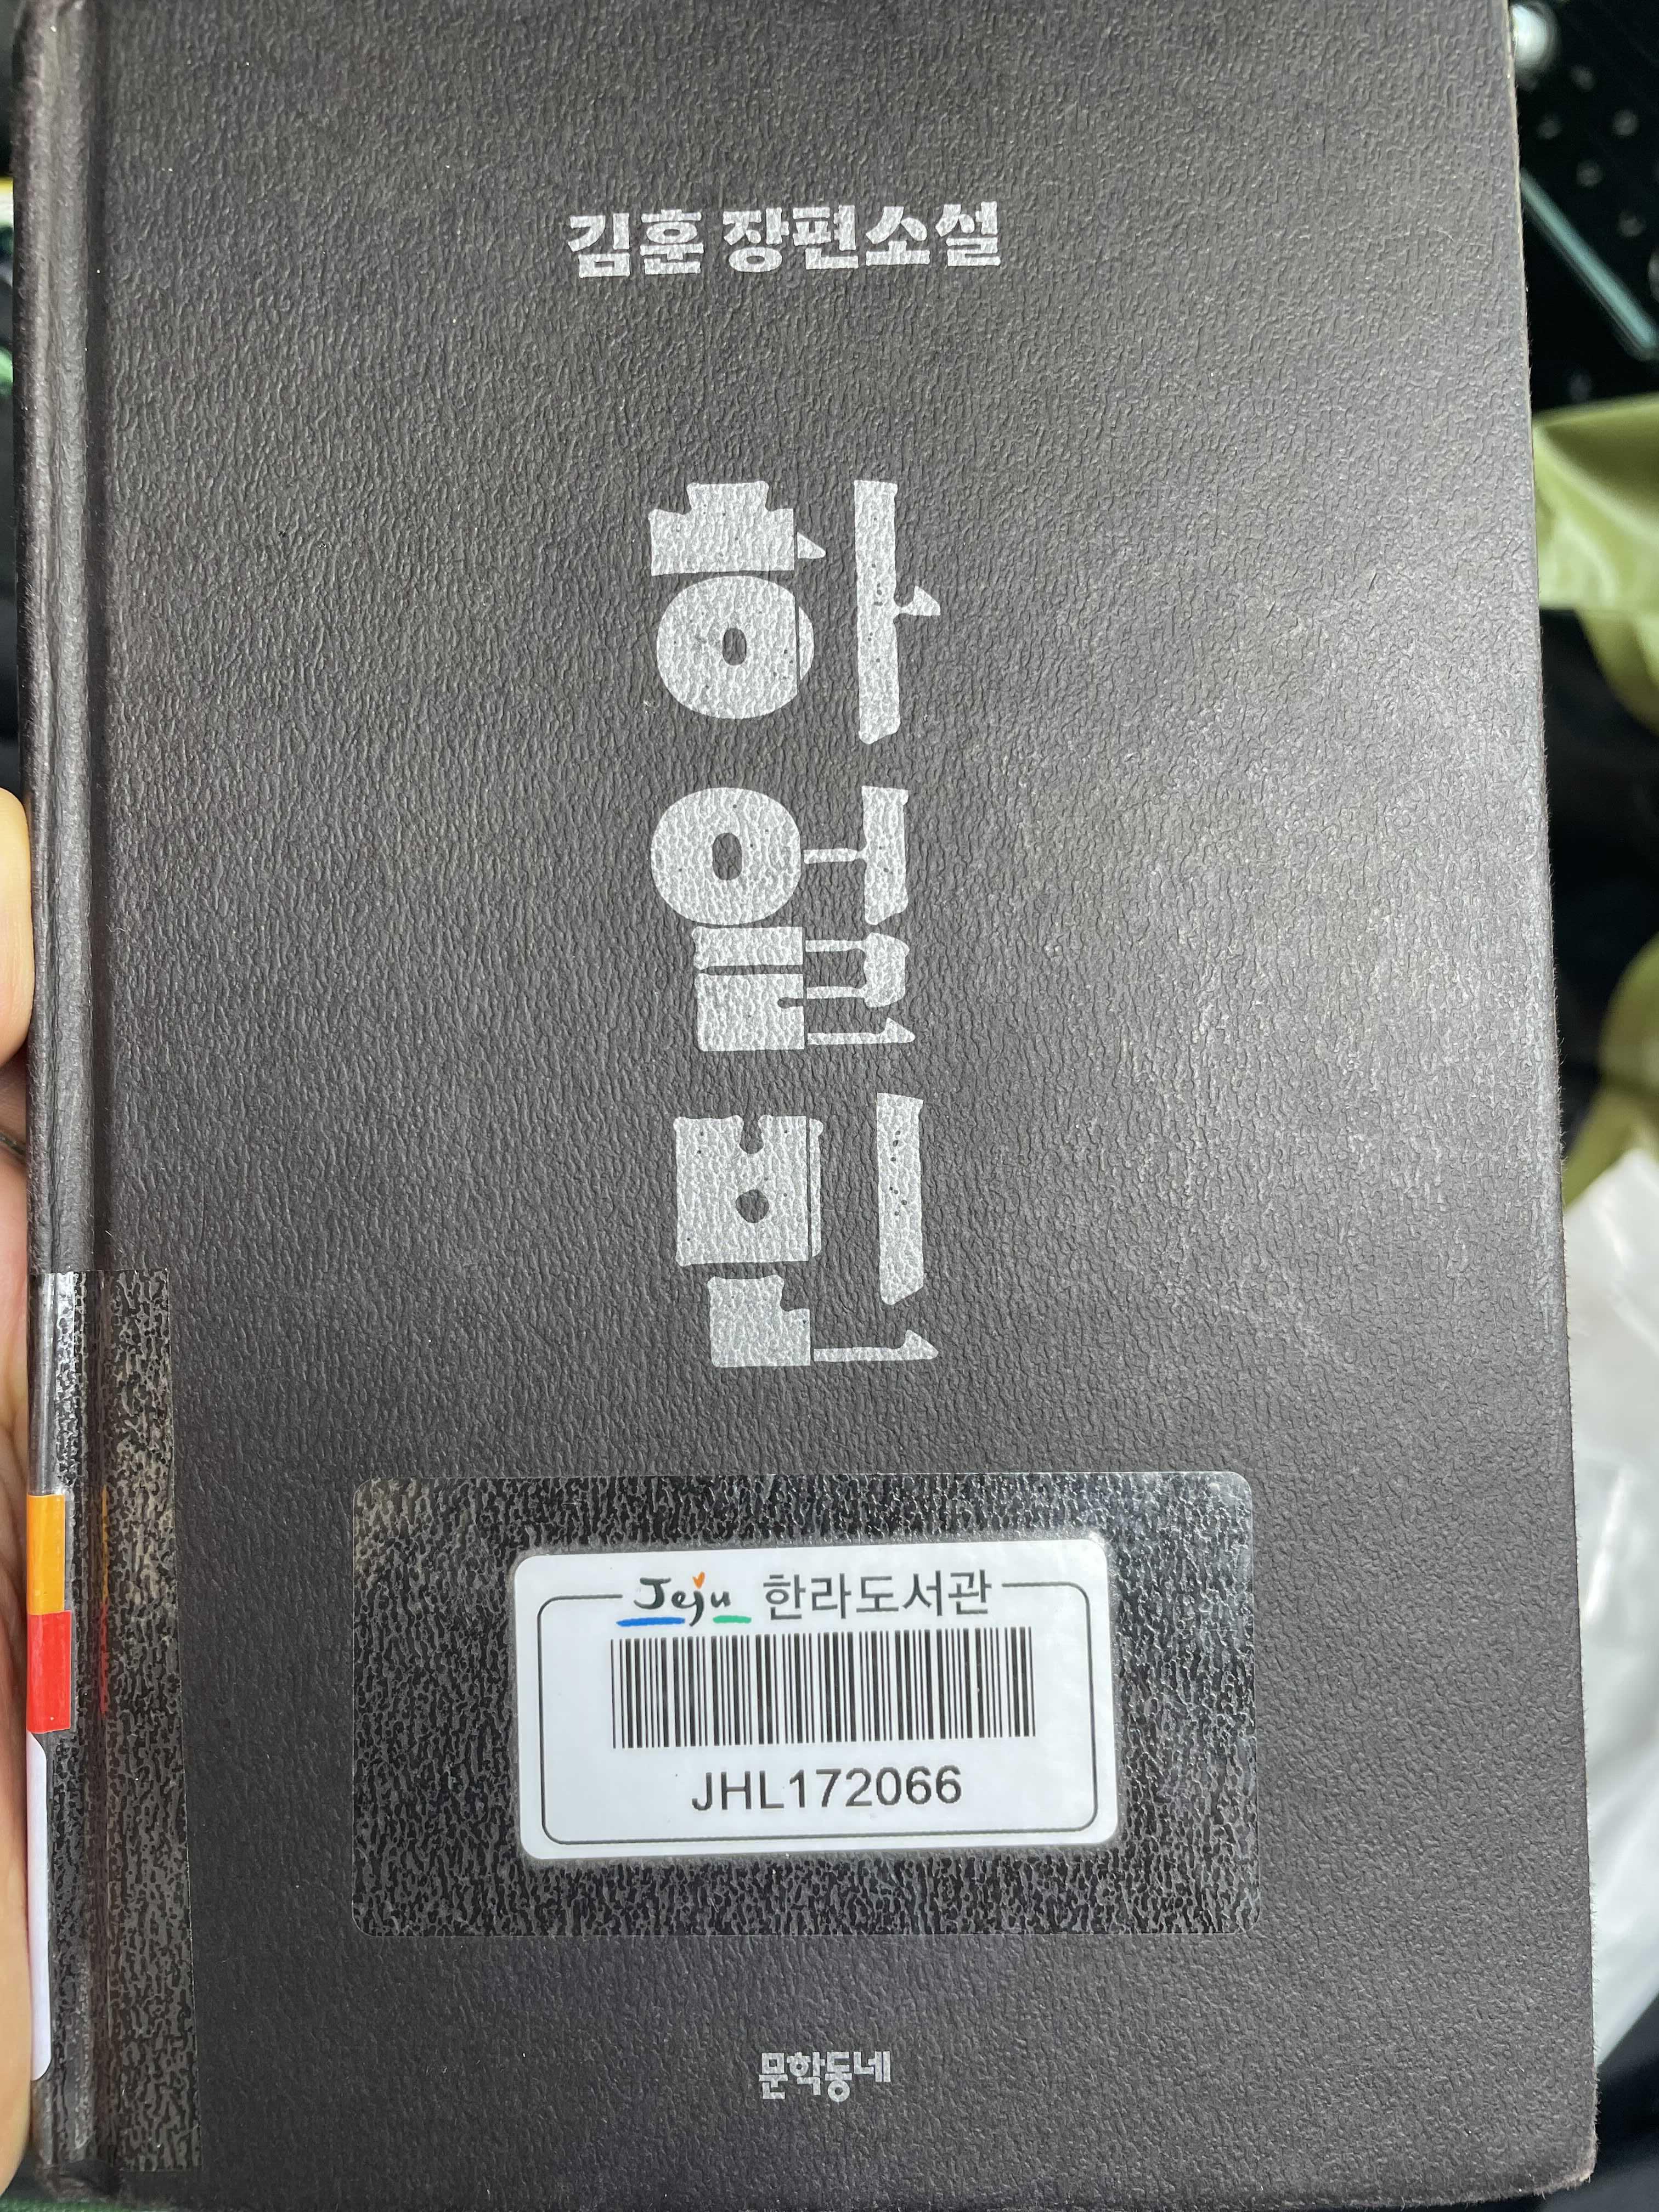 김훈 장편소설
하얼빈
Jeju 한라도서관
JHL172066
문학동네